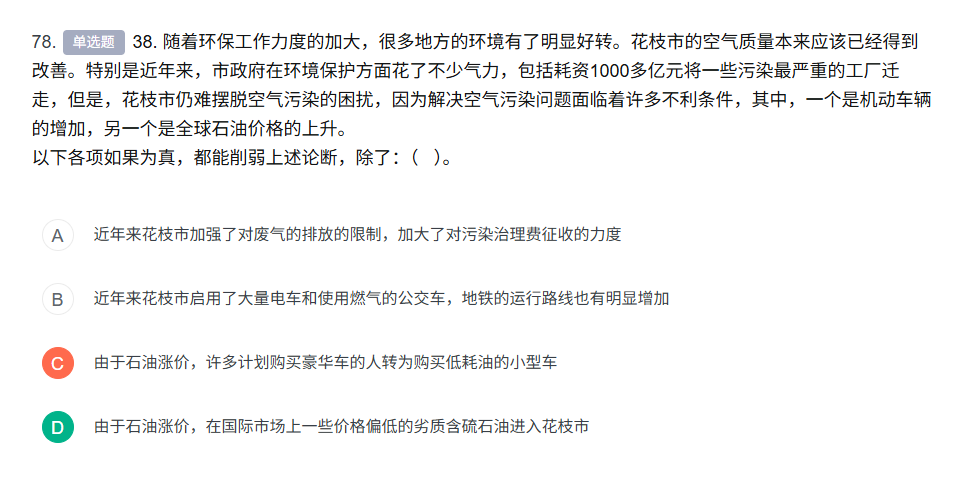 78. 单选题 38. 随着环保工作力度的加大，很多地方的环境有了明显好转。花枝市的空气质量本来应该已经得到
改善。特别是近年来，市政府在环境保护方面花了不少气力，包括耗资1000多亿元将一些污染最严重的工厂迁
走，但是，花枝市仍难摆脱空气污染的困扰，因为解决空气污染问题面临着许多不利条件，其中，一个是机动车辆
的增加，另一个是全球石油价格的上升。
以下各项如果为真，都能削弱上述论断，除了：（ ）。
A 近年来花枝市加强了对废气的排放的限制，加大了对污染治理费征收的力度
B 近年来花枝市启用了大量电车和使用燃气的公交车，地铁的运行路线也有明显增加
C 由于石油涨价，许多计划购买豪华车的人转为购买低耗油的小型车
D 由于石油涨价，在国际市场上一些价格偏低的劣质含硫石油进入花枝市